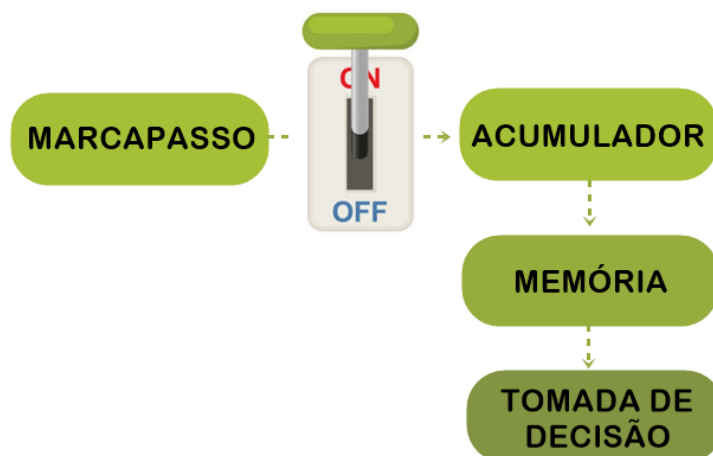 MARCAPASSO
ON
OFF
ACUMULADOR
MEMÓRIA
TOMADA DE
DECISÃO